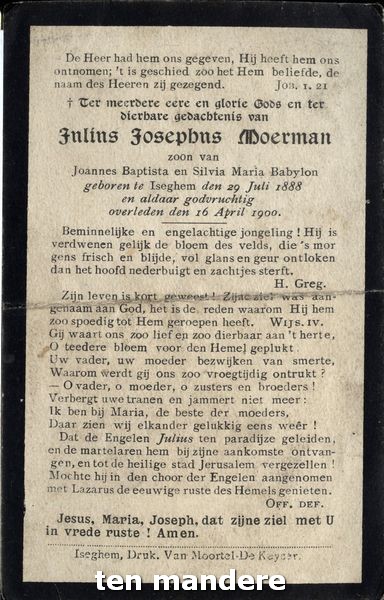 De Heer had hem ons gegeven, Hij heeft hem ons
ontnomen; 't is geschied zoo het Hem beliefde, de
naam des Heeren zij gezegend. Job. 1. 21
† Ter meerdere eere en glorie Gods en ter
dierbare gedachtenis van
Julius Josephus Moerman
zoon van
Joannes Baptista en Silvia Maria Babylon
geboren te Iseghem den 29 Juli 1888
en aldaar godvruchtig
overleden den 16 April 1900.
Beminnelijke en engelachtige jongeling! Hij is
verdwenen gelijk de bloem des velds, die 's mor
gens frisch en blijde, vol glans en geur ontloken
dan het hoofd nederbuigt en zachtjes sterft.
H. Greg.
Zijn leven is kort geweest! Zijne ziel was aan-
genaam aan God, het is de reden waarom Hij hem
zoo spoedig tot Hem geroepen heeft. Wijs. IV.
Gij waart ons zoo lief en zoo dierbaar aan 't herte,
O teedere bloem voor den Hemel geplukt.
Uw vader, uw moeder bezwijken van smerte,
Waarom werdt gij ons zoo vroegtijdig ontrukt?
— O vader, o moeder, o zusters en broeders!
Verbergt uwe tranen en jammert niet meer:
Ik ben bij Maria, de beste der moeders,
Daar zien wij elkander gelukkig eens weêr!
Dat de Engelen Julius ten paradijze geleiden,
en de martelaren hem bij zijne aankomste ontvan-
gen, en tot de heilige stad Jerusalem vergezellen!
Mochte hij in den choor der Engelen aangenomen
met Lazarus de eeuwige ruste des Hemels genieten.
Off. def.
Jesus, Maria, Joseph, dat zijne ziel met U
in vrede ruste! Amen.
Iseghem, Druk. Van Moortel-De Keyzer.
ten mandere